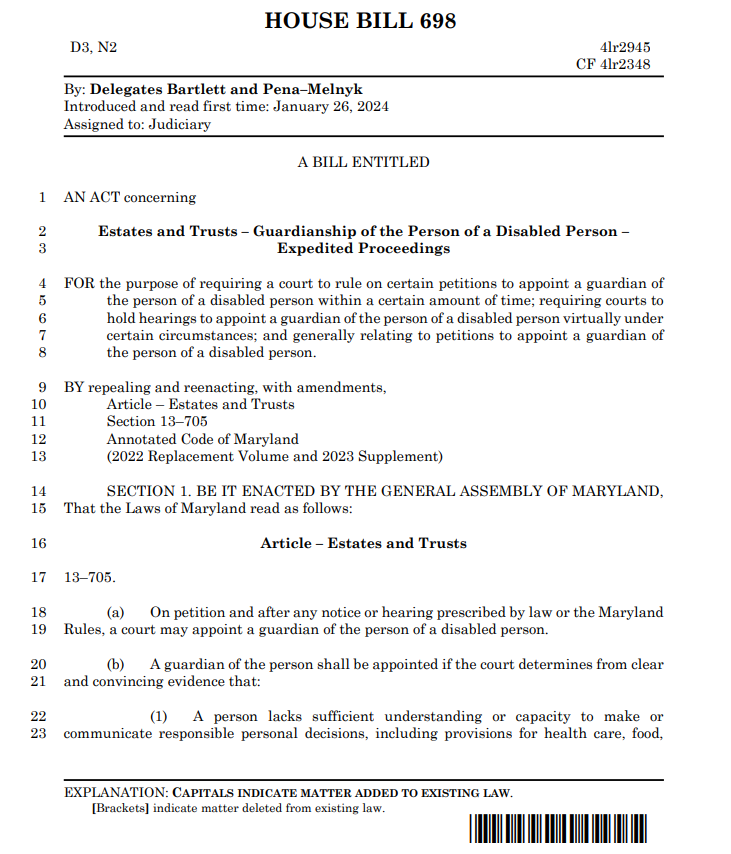 HOUSE BILL 698
D3, N2 4lr2945
CF 4lr2348
By: Delegates Bartlett and Pena–Melnyk
Introduced and read first time: January 26, 2024
Assigned to: Judiciary
A BILL ENTITLED
1 AN ACT concerning
2 Estates and Trusts – Guardianship of the Person of a Disabled Person –
3 Expedited Proceedings
4 FOR the purpose of requiring a court to rule on certain petitions to appoint a guardian of
5 the person of a disabled person within a certain amount of time; requiring courts to
6 hold hearings to appoint a guardian of the person of a disabled person virtually under
7 certain circumstances; and generally relating to petitions to appoint a guardian of
8 the person of a disabled person.
9 BY repealing and reenacting, with amendments,
10 Article – Estates and Trusts
11 Section 13–705
12 Annotated Code of Maryland
13 (2022 Replacement Volume and 2023 Supplement)
14 SECTION 1. BE IT ENACTED BY THE GENERAL ASSEMBLY OF MARYLAND,
15 That the Laws of Maryland read as follows:
16 Article – Estates and Trusts
17 13–705.
18 (a) On petition and after any notice or hearing prescribed by law or the Maryland
19 Rules, a court may appoint a guardian of the person of a disabled person.
20 (b) A guardian of the person shall be appointed if the court determines from clear
21 and convincing evidence that:
22 (1) A person lacks sufficient understanding or capacity to make or
23 communicate responsible personal decisions, including provisions for health care, food,
EXPLANATION: CAPITALS INDICATE MATTER ADDED TO EXISTING LAW.
[Brackets] indicate matter deleted from existing law.